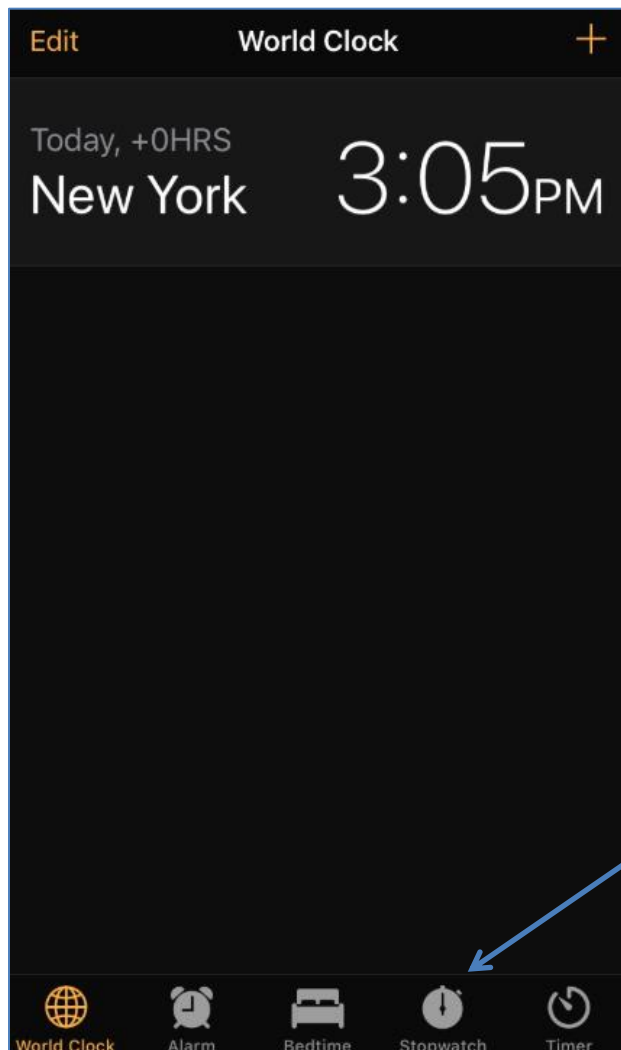 Edit World Clock +
Today, +0HRS
New York 3:05PM
World Clock Alarm Bedtime Stopwatch Timer